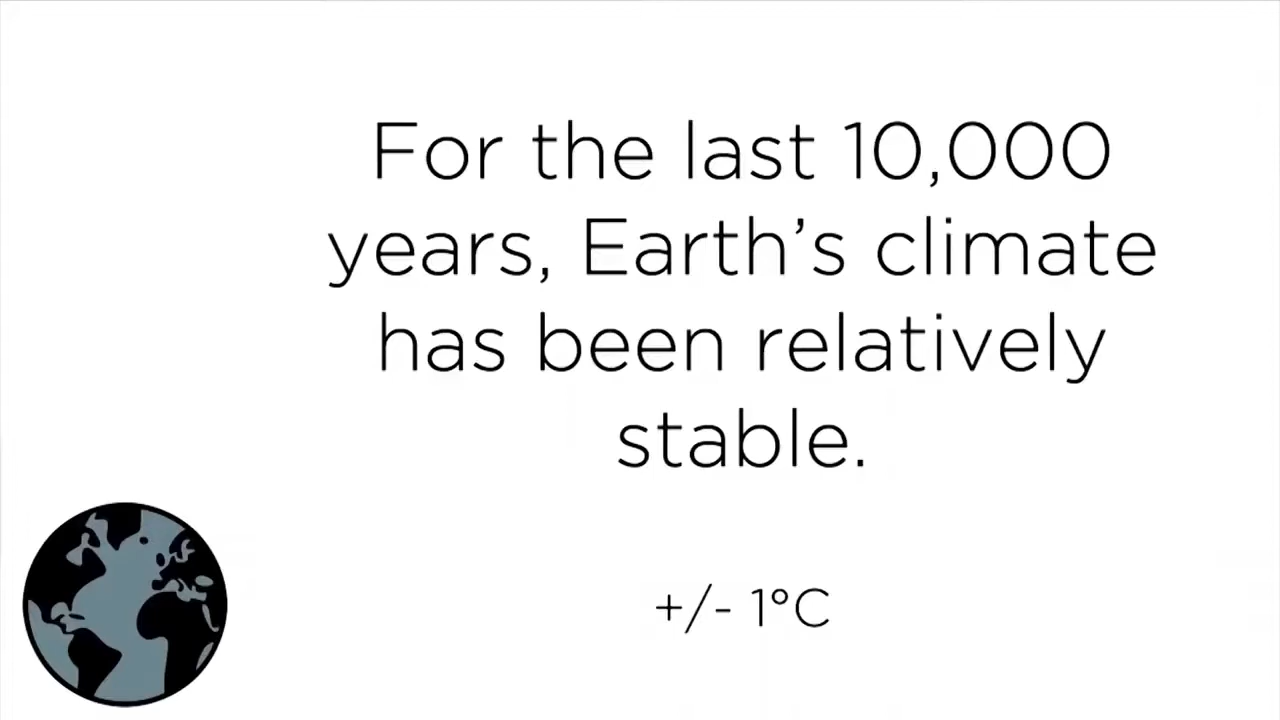 For the last 10,000
years, Earth’s climate
has been relatively
stable.
+/- 1°C